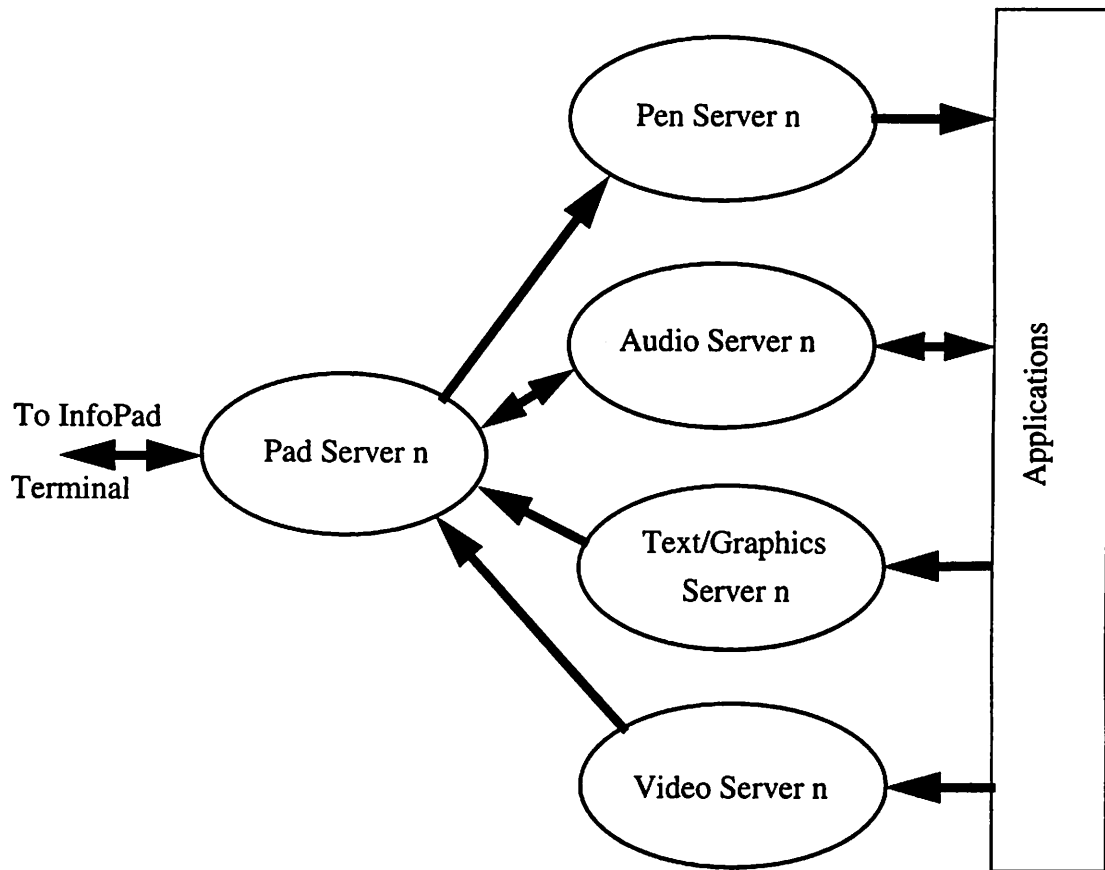 Pen Server n
Audio Server n
To InfoPad
Terminal
Pad Server n
Text/Graphics
Server n
Video Server n
Applications